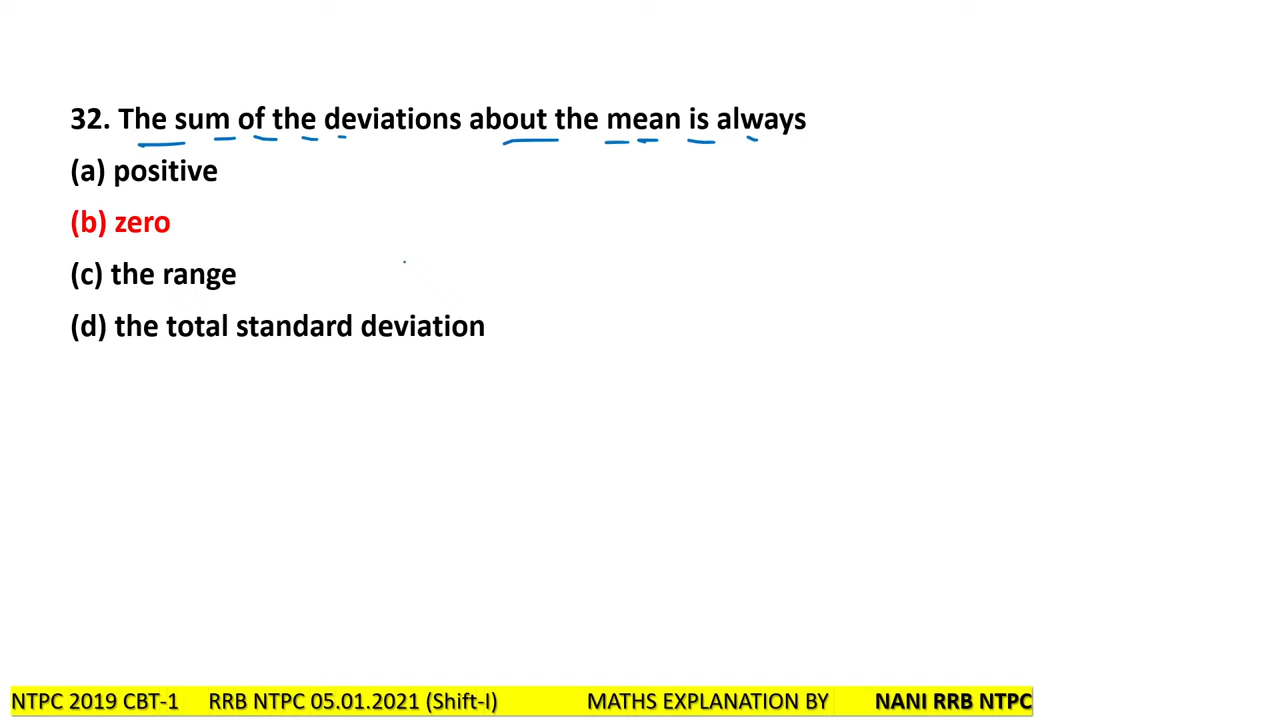 32. The sum of the deviations about the mean is always
(a) positive
(b) zero
(c) the range
(d) the total standard deviation
NTPC 2019 CBT-1 RRB NTPC 05.01.2021 (Shift-I) MATHS EXPLANATION BY NANI RRB NTPC